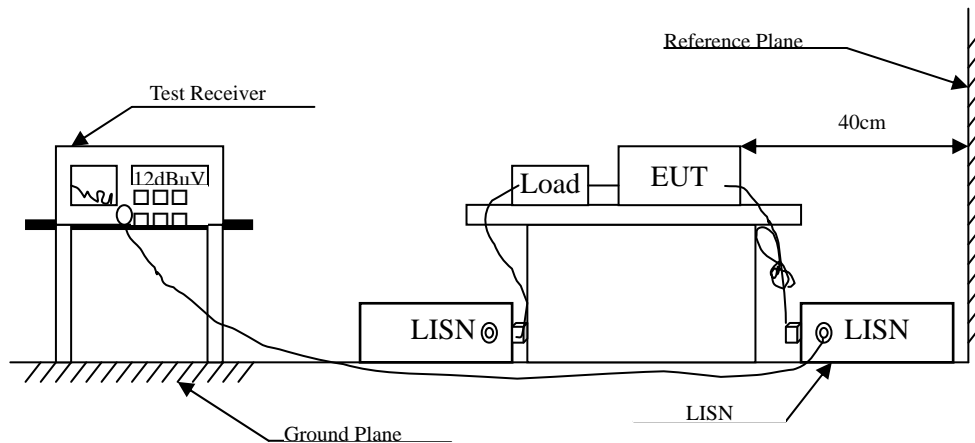 Reference Plane
Test Receiver
40cm
12dBuV
Load
EUT
LISN
LISN
LISN
Ground Plane